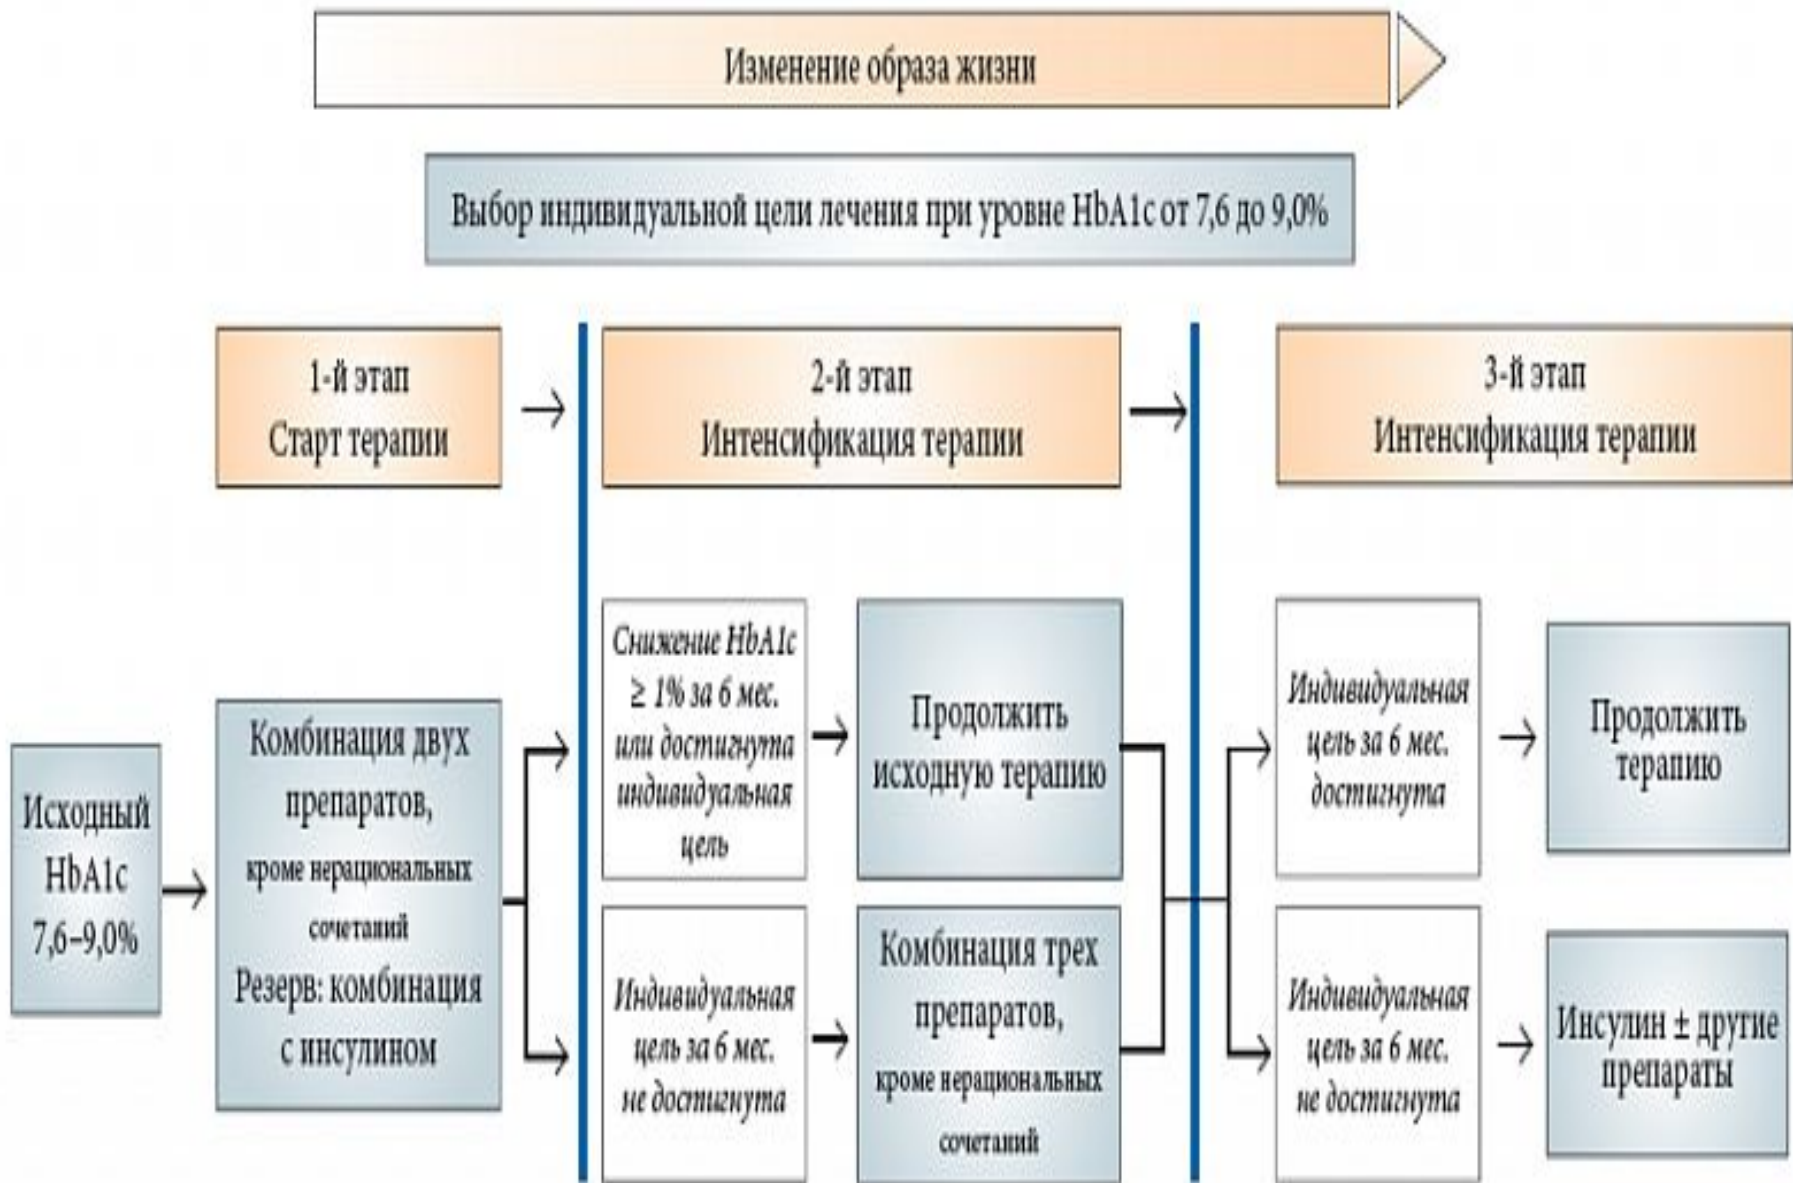 Изменение образа жизни
Выбор индивидуальной цели лечения при уровне HbA1c от 7,6 до 9,0%
1-й этап
Старт терапии
2-й этап
Интенсификация терапии
3-й этап
Интенсификация терапии
Исходный
HbA1c
7,6–9,0%
Комбинация двух
препаратов,
кроме нерациональных
сочетаний
Резерв: комбинация
с инсулином
Снижение HbA1c
≥ 1% за 6 мес.
или достигнута
индивидуальная
цель
Продолжить
исходную терапию
Индивидуальная
цель за 6 мес.
не достигнута
Комбинация трех
препаратов,
кроме нерациональных
сочетаний
Индивидуальная
цель за 6 мес.
достигнута
Продолжить
терапию
Индивидуальная
цель за 6 мес.
не достигнута
Инсулин ± другие
препараты